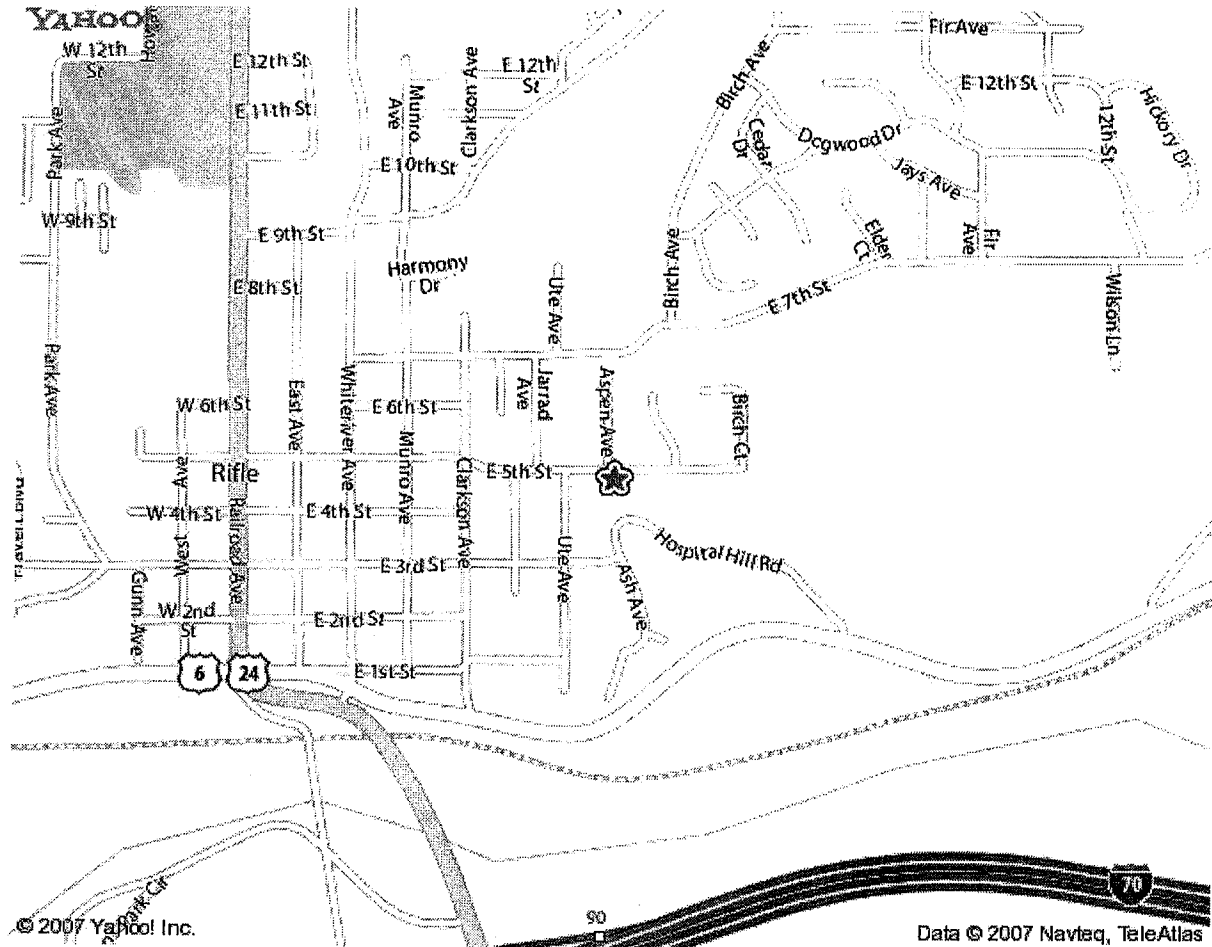 YAHOO!
W 12th
St
E 12th St
Munro
Ave
Clarkson Ave
E 12th
St
Birch Ave
Fir Ave
E 12th St
12th St
Hickory Dr
Park Ave
E 11th St
Cedar
Dr
Dogwood Dr
E 10th St
Jays Ave
W 9th St
E 9th St
Elder
Ct
Fir
Ave
Harmony
Dr
Birch Ave
E 8th St
Ute Ave
E 7th St
Wilson Ln
Park Ave
W 6th St
East Ave
Whiteriver Ave
E 6th St
Jarrad
Ave
Aspen Ave
Birch Ct
Rifle
Munro Ave
Clarkson Ave
E 5th St
West Ave
W 4th St
Railroad Ave
E 4th St
E 3rd St
Ute Ave
Hospital Hill Rd
Ash Ave
Gunn Ave
W 2nd
St
E 2nd St
6
24
E 1st St
Park Cir
70
90
© 2007 Yahoo! Inc.
Data © 2007 Navteq, TeleAtlas